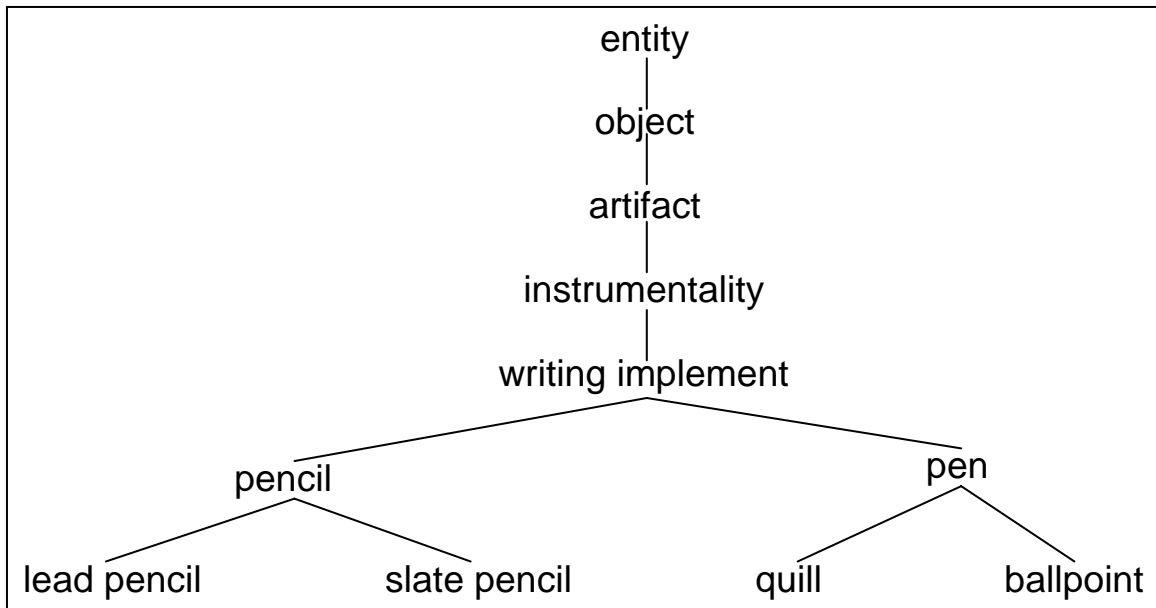 entity
object
artifact
instrumentality
writing implement
pencil pen
lead pencil slate pencil quill ballpoint